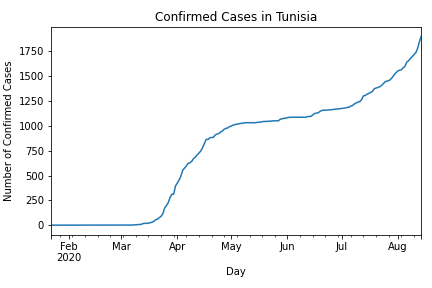 Confirmed Cases in Tunisia
Number of Confirmed Cases
1750
1500
1250
1000
750
500
250
0
Feb Mar Apr May Jun Jul Aug
2020
Day